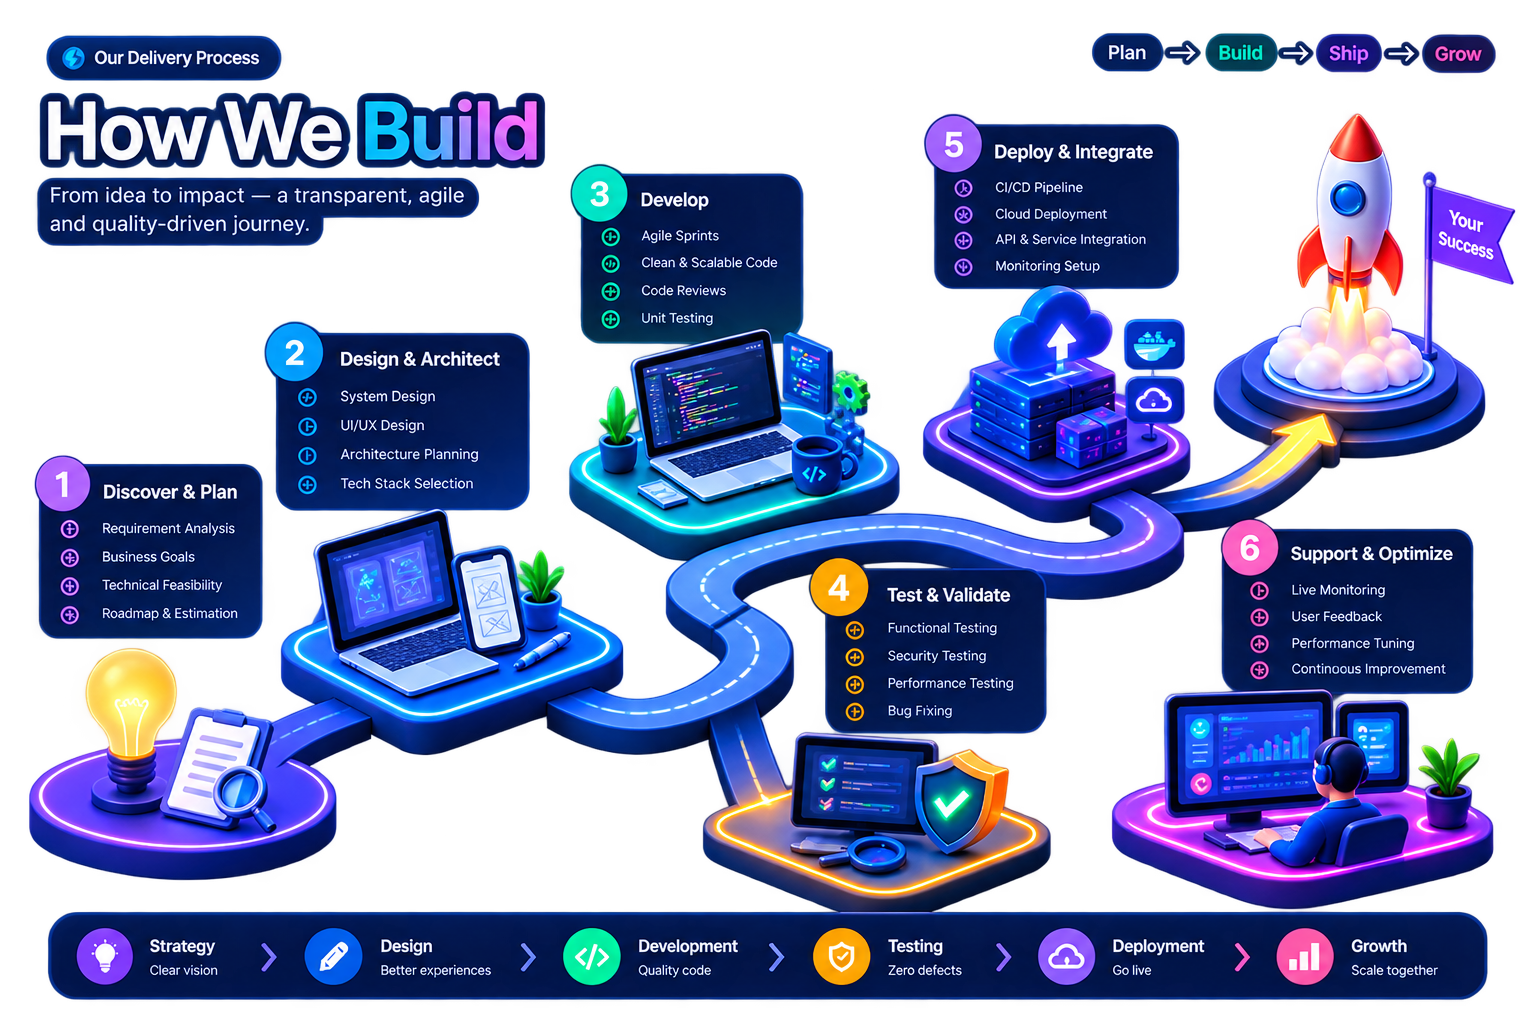 Our Delivery Process
How We Build
From idea to impact — a transparent, agile
and quality-driven journey.
Plan → Build → Ship → Grow
1
Discover & Plan
Requirement Analysis
Business Goals
Technical Feasibility
Roadmap & Estimation
2
Design & Architect
System Design
UI/UX Design
Architecture Planning
Tech Stack Selection
3
Develop
Agile Sprints
Clean & Scalable Code
Code Reviews
Unit Testing
</>
4
Test & Validate
Functional Testing
Security Testing
Performance Testing
Bug Fixing
5
Deploy & Integrate
CI/CD Pipeline
Cloud Deployment
API & Service Integration
Monitoring Setup
Your
Success
6
Support & Optimize
Live Monitoring
User Feedback
Performance Tuning
Continous Improvement
Strategy
Clear vision
Design
Better experiences
</>
Development
Quality code
Testing
Zero defects
Deployment
Go live
Growth
Scale together